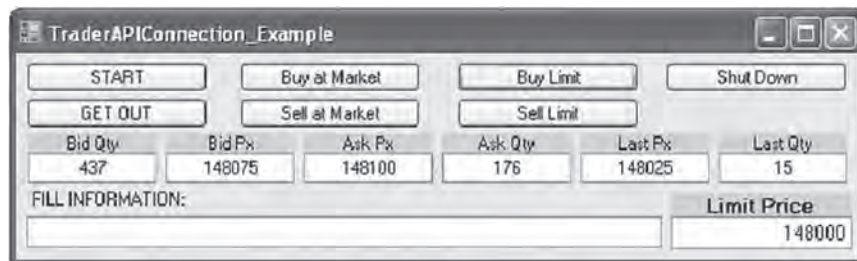 TraderAPIConnection_Example
START Buy at Market Buy Limit Shut Down
GET OUT Sell at Market Sell Limit
Bid Qty Bid Px Ask Px Ask Qty Last Px Last Qty
437 148075 148100 176 148025 15
FILL INFORMATION: Limit Price
148000